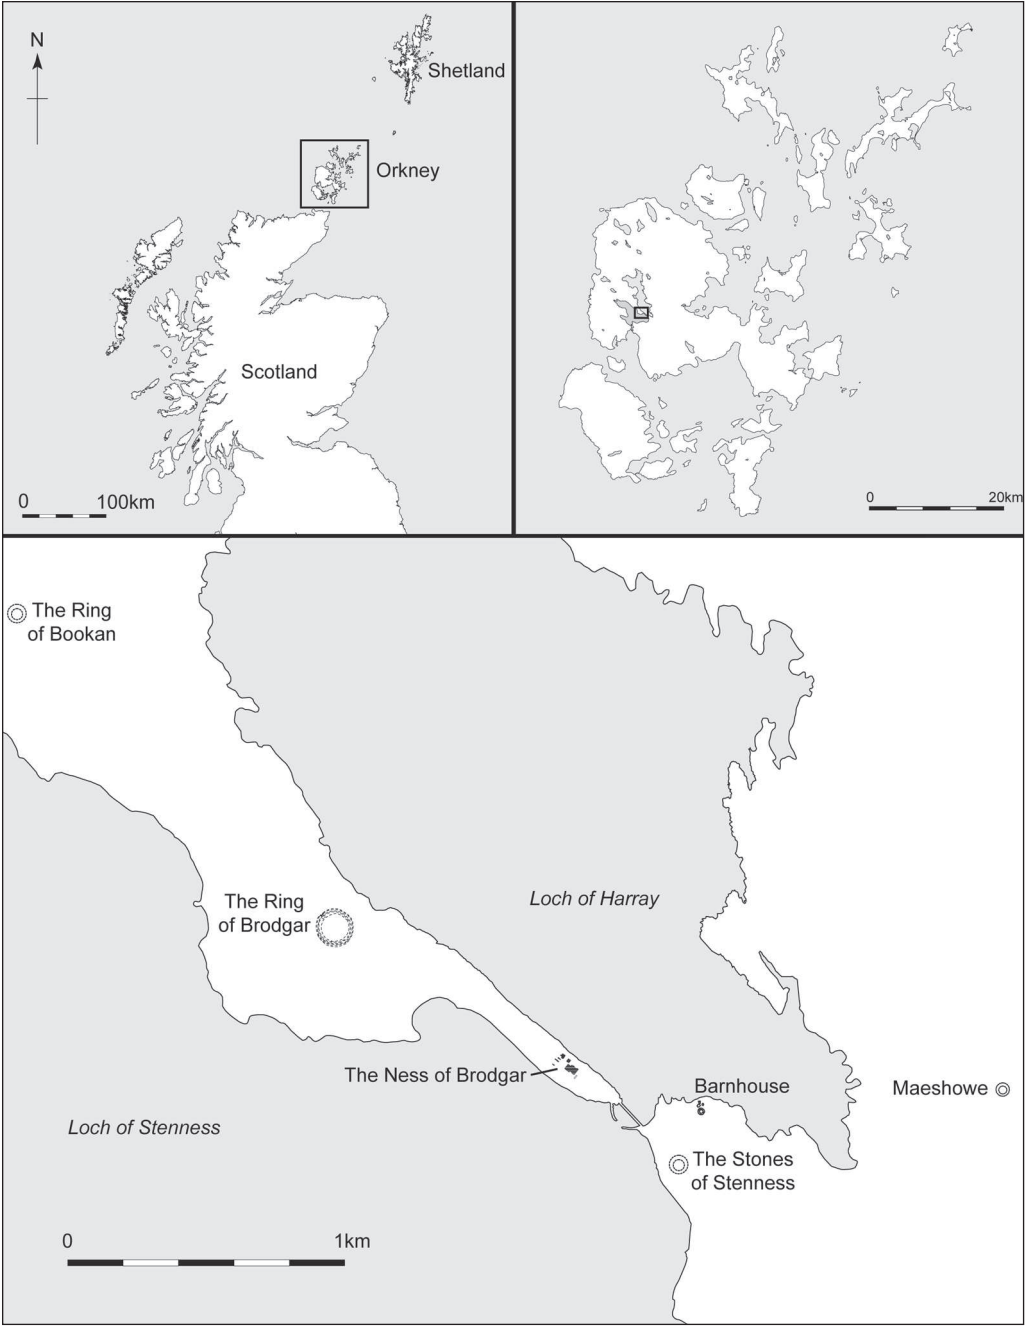 N
Shetland
Orkney
Scotland
0 100km
0 20km
The Ring
of Bookan
Loch of Harray
The Ring
of Brodgar
The Ness of Brodgar
Barnhouse
Maeshowe
Loch of Stenness
The Stones
of Stenness
0 1km